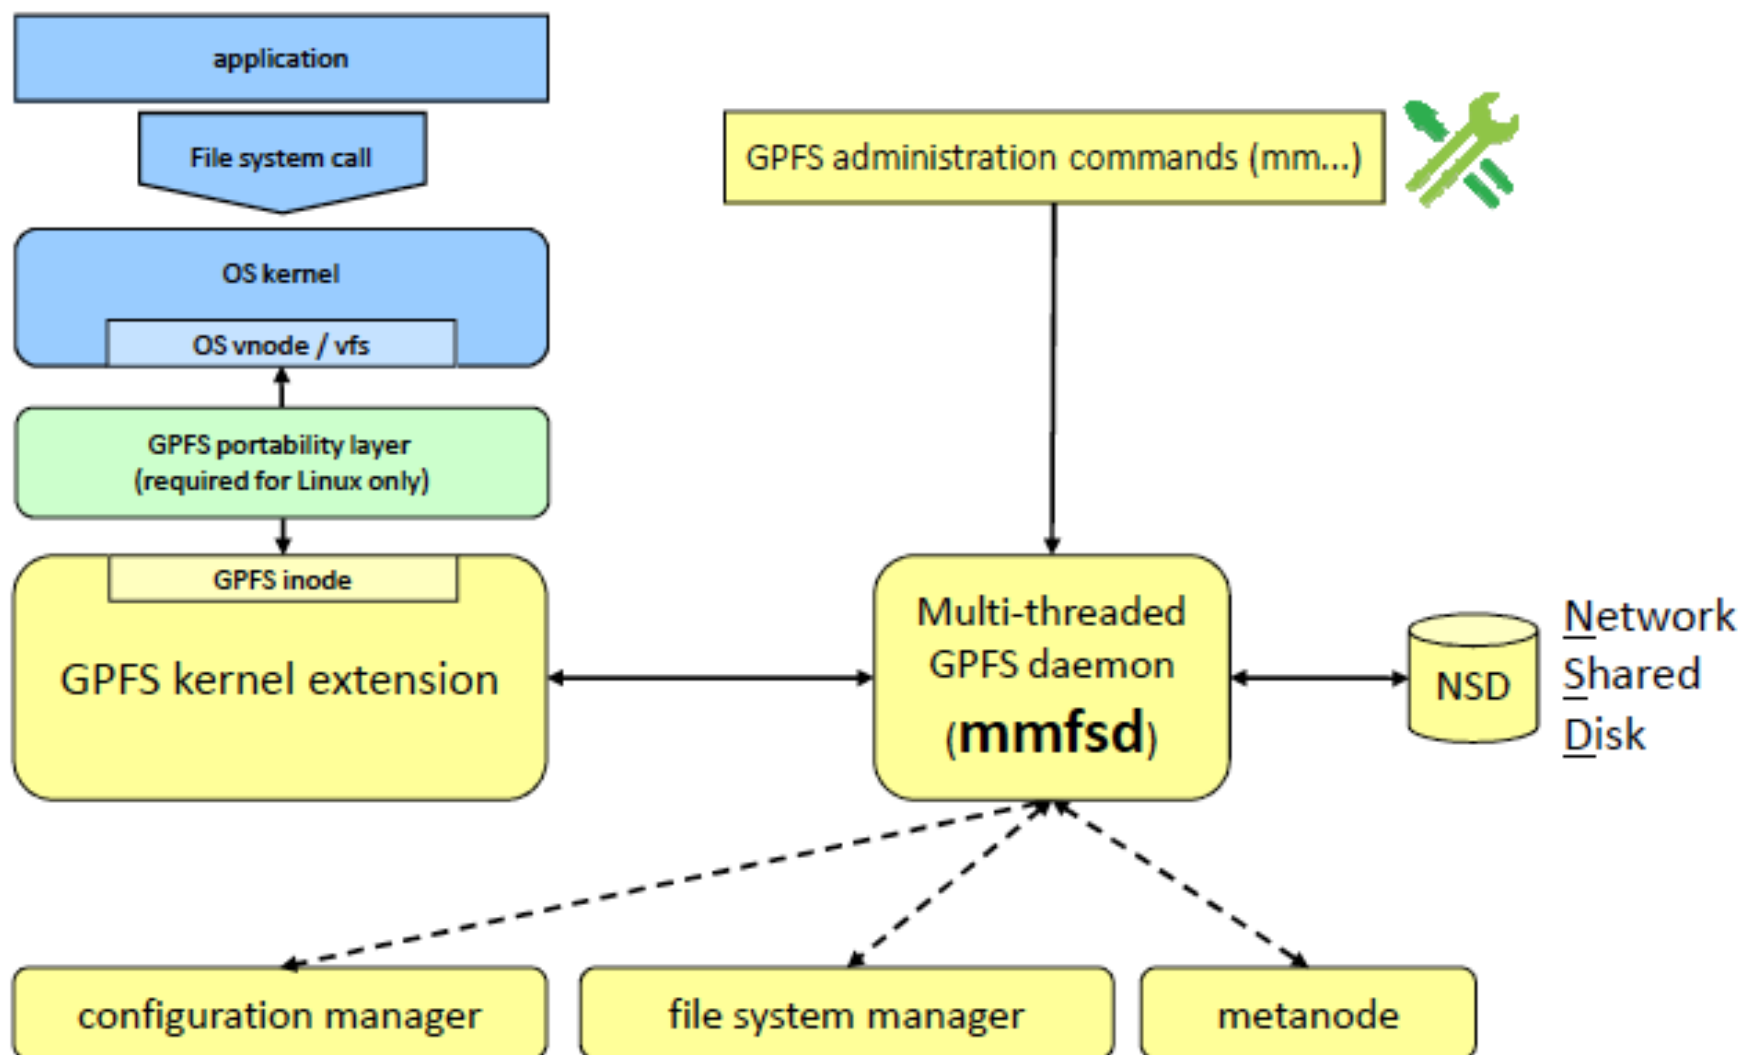 application
File system call
OS kernel
OS vnode / vfs
GPFS portability layer
(required for Linux only)
GPFS inode
GPFS kernel extension
GPFS administration commands (mm...)
Multi-threaded
GPFS daemon
(mmfsd)
NSD
Network
Shared
Disk
configuration manager
file system manager
metanode